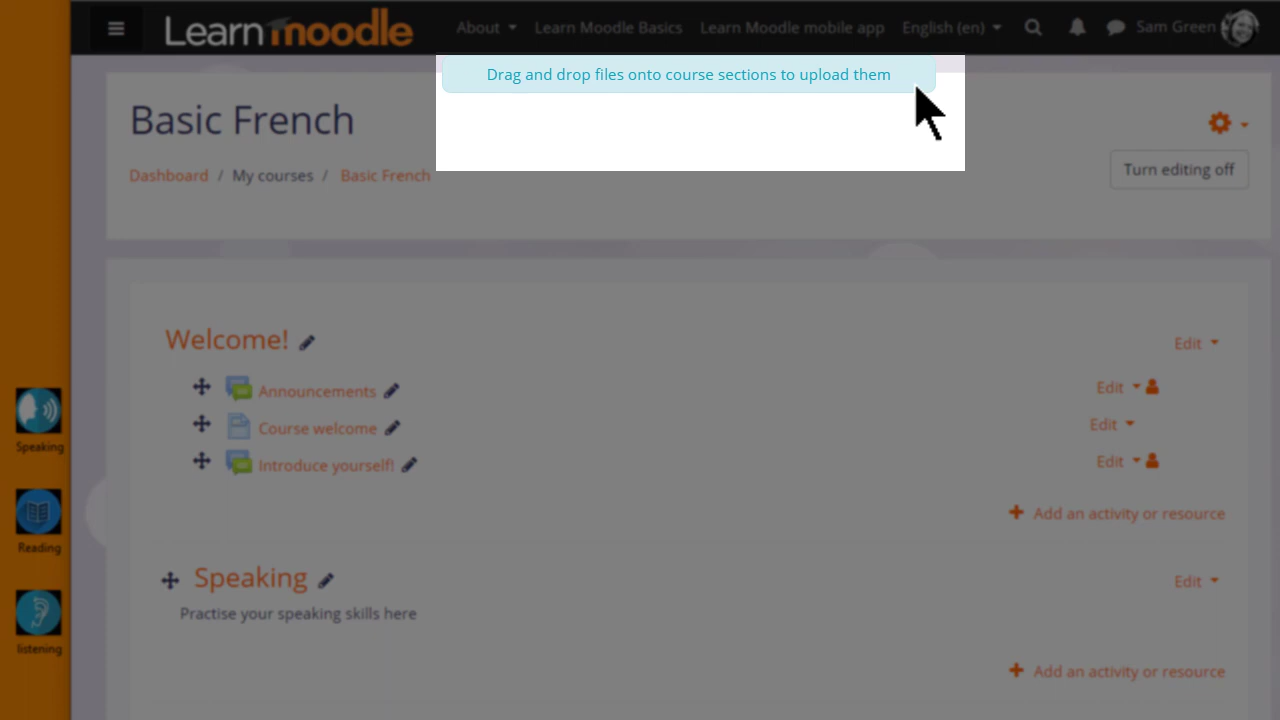 Learn moodle About Learn Moodle Basics Learn Moodle mobile app English (en) Sam Green
Drag and drop files onto course sections to upload them
Basic French
Dashboard / My courses / Basic French
Turn editing off
Welcome! Edit
Announcements Edit
Course welcome Edit
Introduce yourself! Edit
Add an activity or resource
Speaking Edit
Practise your speaking skills here
Add an activity or resource
Speaking
Reading
listening